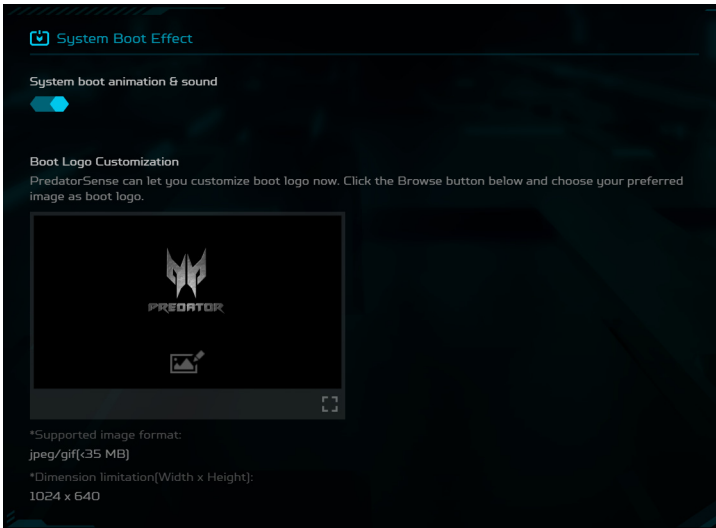 System Boot Effect
System boot animation & sound
Boot Logo Customization
PredatorSense can let you customize boot logo now. Click the Browse button below and choose your preferred
image as boot logo.
PREDATOR
*Supported image format:
jpeg/gif(<35 MB)
*Dimension limitation(Width x Height):
1024 x 640